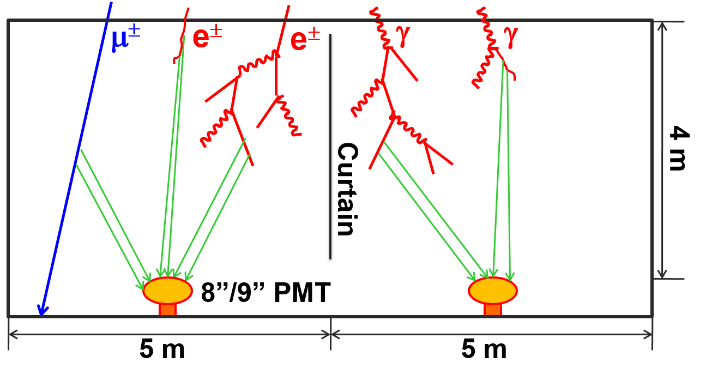 μ± e± e± γ γ
Curtain
4 m
8”/9” PMT
5 m 5 m